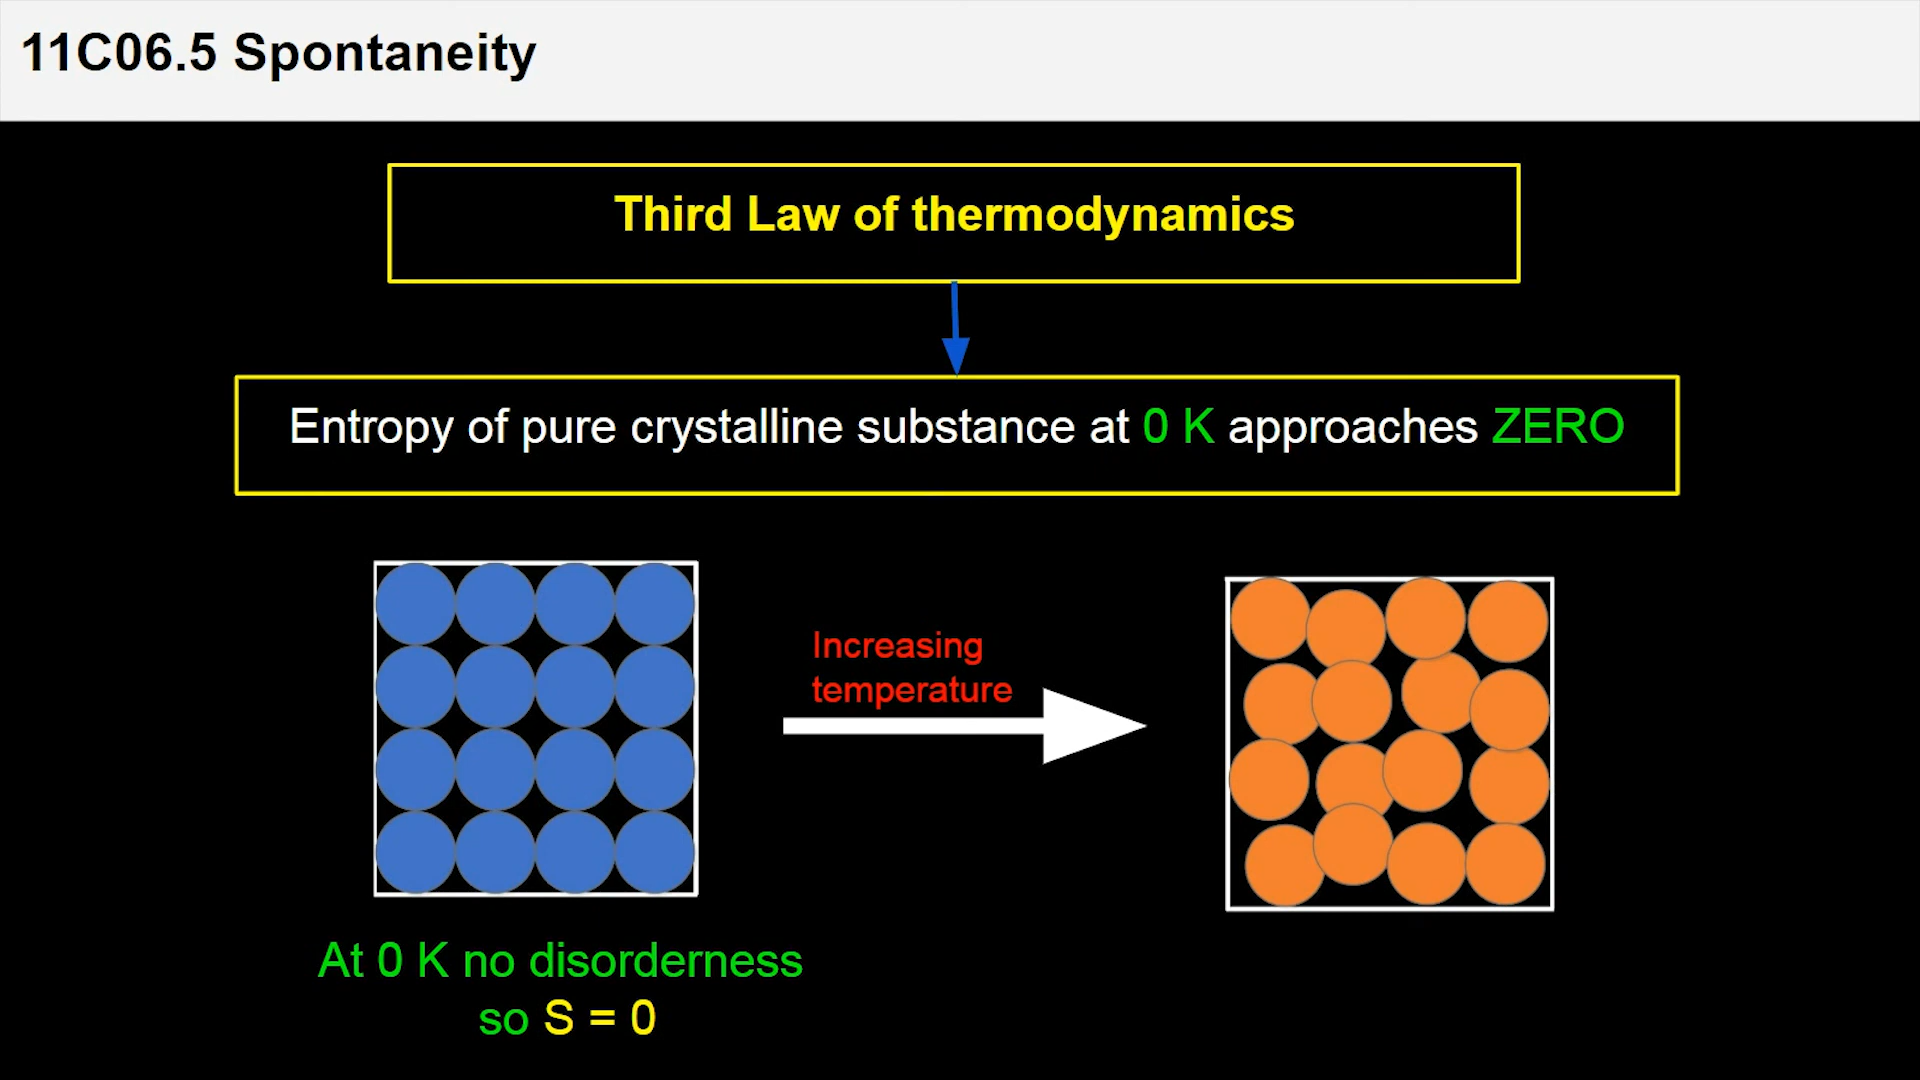 11C06.5 Spontaneity
Third Law of thermodynamics
Entropy of pure crystalline substance at 0 K approaches ZERO
Increasing
temperature
At 0 K no disorderness
so S = 0